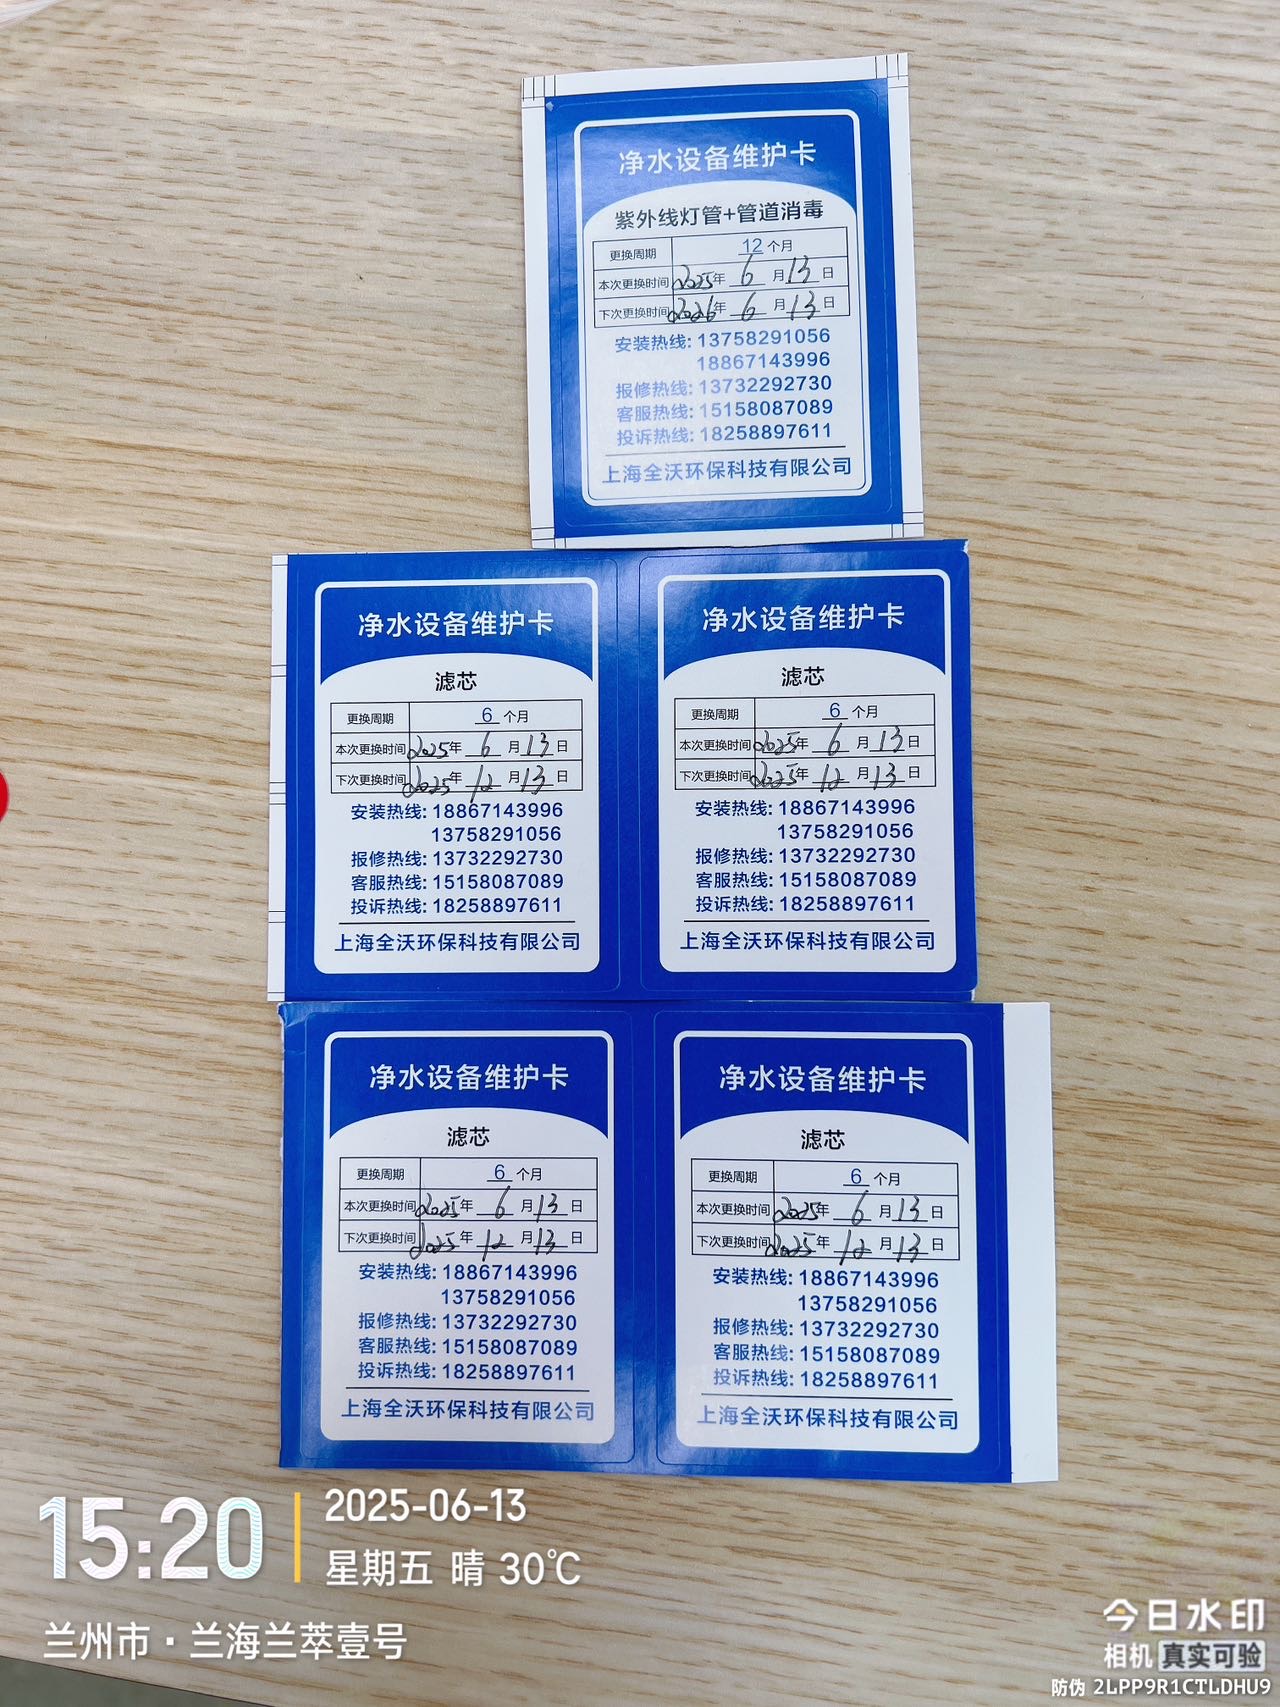 净水设备维护卡
紫外线灯管+管道消毒
更换周期 12 个月
本次更换时间 2025年 6 月 13 日
下次更换时间 2026年 6 月 13 日
安装热线: 13758291056
18867143996
报修热线: 13732292730
客服热线: 15158087089
投诉热线: 18258897611
上海全沃环保科技有限公司
净水设备维护卡
滤芯
更换周期 6 个月
本次更换时间 2025年 6 月 13 日
下次更换时间 2025年 12 月 13 日
安装热线: 18867143996
13758291056
报修热线: 13732292730
客服热线: 15158087089
投诉热线: 18258897611
上海全沃环保科技有限公司
净水设备维护卡
滤芯
更换周期 6 个月
本次更换时间 2025年 6 月 13 日
下次更换时间 2025年 12 月 13 日
安装热线: 18867143996
13758291056
报修热线: 13732292730
客服热线: 15158087089
投诉热线: 18258897611
上海全沃环保科技有限公司
净水设备维护卡
滤芯
更换周期 6 个月
本次更换时间 2025年 6 月 13 日
下次更换时间 2025年 12 月 13 日
安装热线: 18867143996
13758291056
报修热线: 13732292730
客服热线: 15158087089
投诉热线: 18258897611
上海全沃环保科技有限公司
净水设备维护卡
滤芯
更换周期 6 个月
本次更换时间 2025年 6 月 13 日
下次更换时间 2025年 12 月 13 日
安装热线: 18867143996
13758291056
报修热线: 13732292730
客服热线: 15158087089
投诉热线: 18258897611
上海全沃环保科技有限公司
15:20
2025-06-13
星期五 晴 30℃
兰州市·兰海兰萃壹号
今日水印
相机 真实可验
防伪 2LPP9R1CTLDHU9